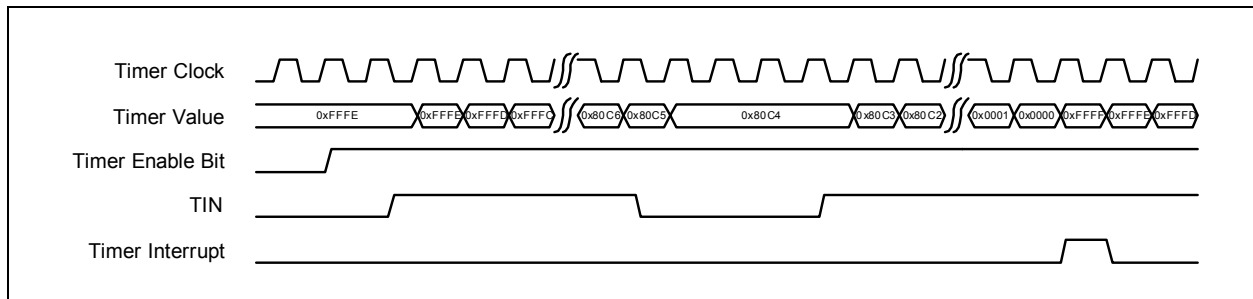 Timer Clock
Timer Value 0xFFFE 0xFFFE 0xFFFD 0xFFFC 0x80C6 0x80C5 0x80C4 0x80C3 0x80C2 0x0001 0x0000 0xFFFF 0xFFFE 0xFFFD
Timer Enable Bit
TIN
Timer Interrupt